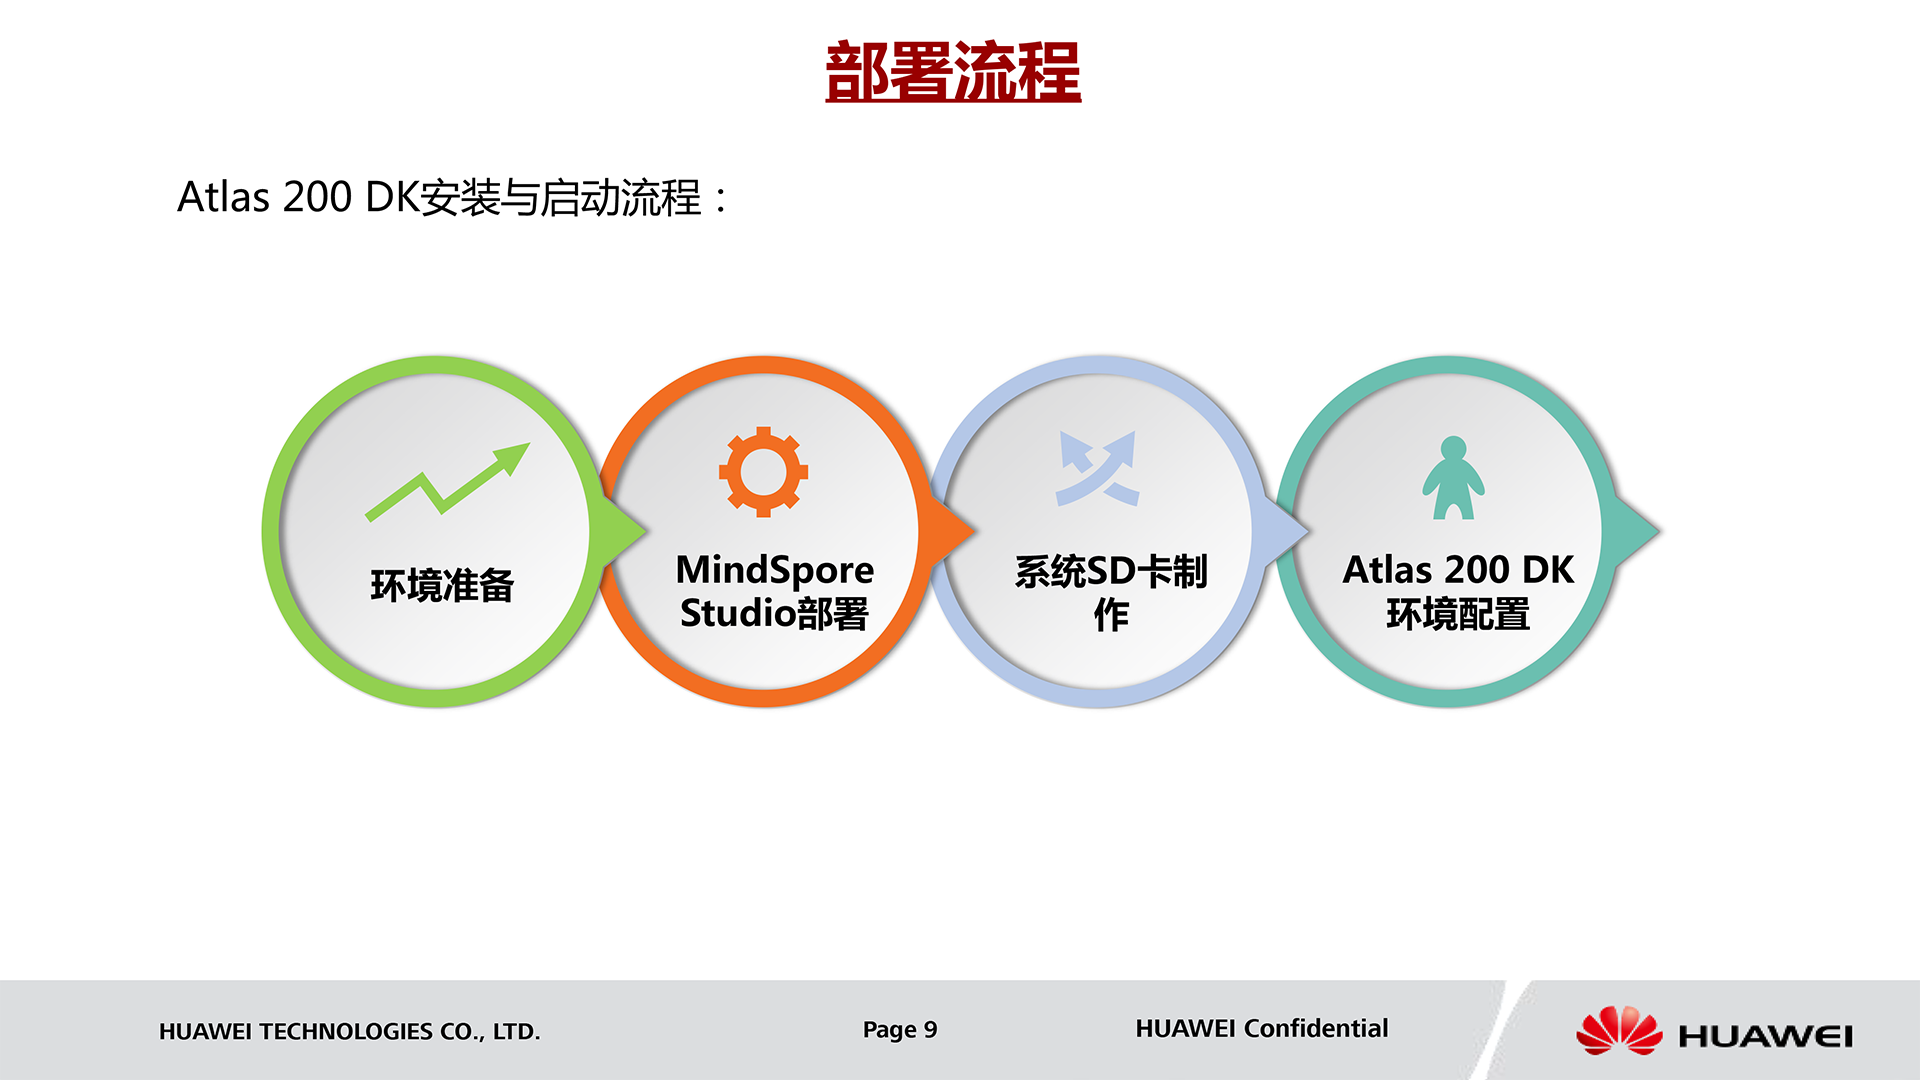 部署流程
Atlas 200 DK安装与启动流程：
环境准备
MindSpore
Studio部署
系统SD卡制
作
Atlas 200 DK
环境配置
HUAWEI TECHNOLOGIES CO., LTD.
Page 9
HUAWEI Confidential
HUAWEI